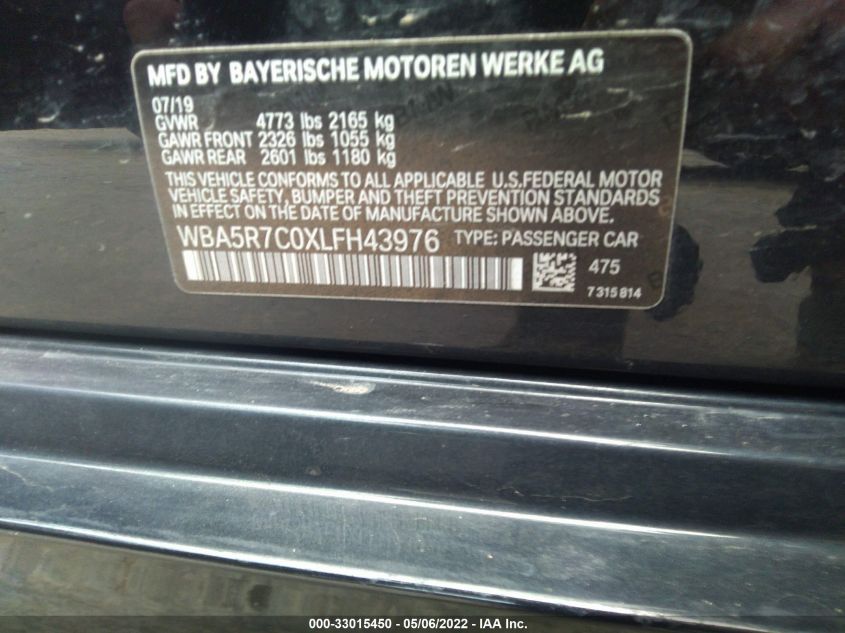 MFD BY BAYERISCHE MOTOREN WERKE AG
07/19
GVWR 4773 lbs 2165 kg
GAWR FRONT 2326 lbs 1055 kg
GAWR REAR 2601 lbs 1180 kg
THIS VEHICLE CONFORMS TO ALL APPLICABLE U.S.FEDERAL MOTOR
VEHICLE SAFETY, BUMPER AND THEFT PREVENTION STANDARDS
IN EFFECT ON THE DATE OF MANUFACTURE SHOWN ABOVE.
WBA5R7C0XLFH43976 TYPE: PASSENGER CAR
475
7315814
000-33015450 - 05/06/2022 - IAA Inc.